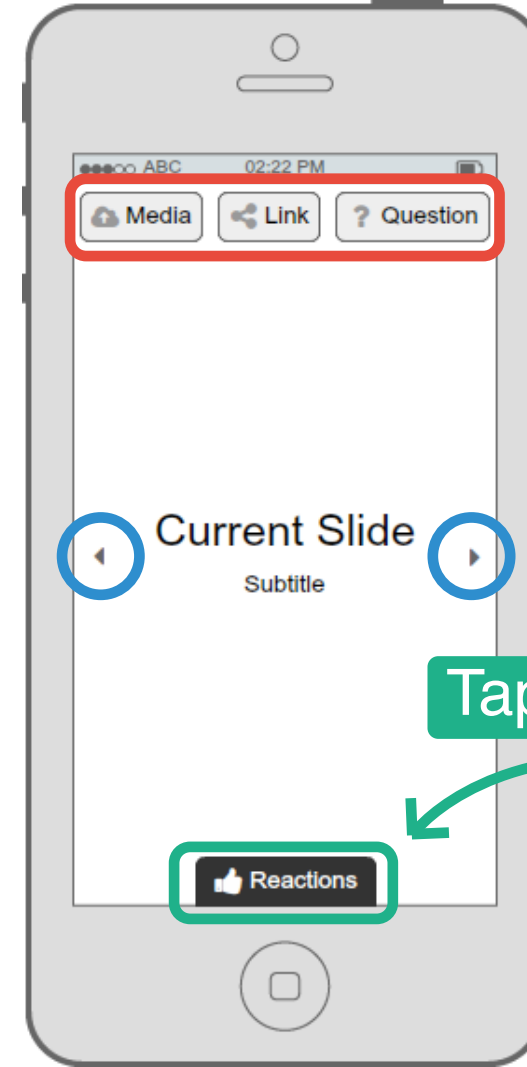 ABC 02:22 PM
Media Link ? Question
Current Slide
Subtitle
Tap
Reactions